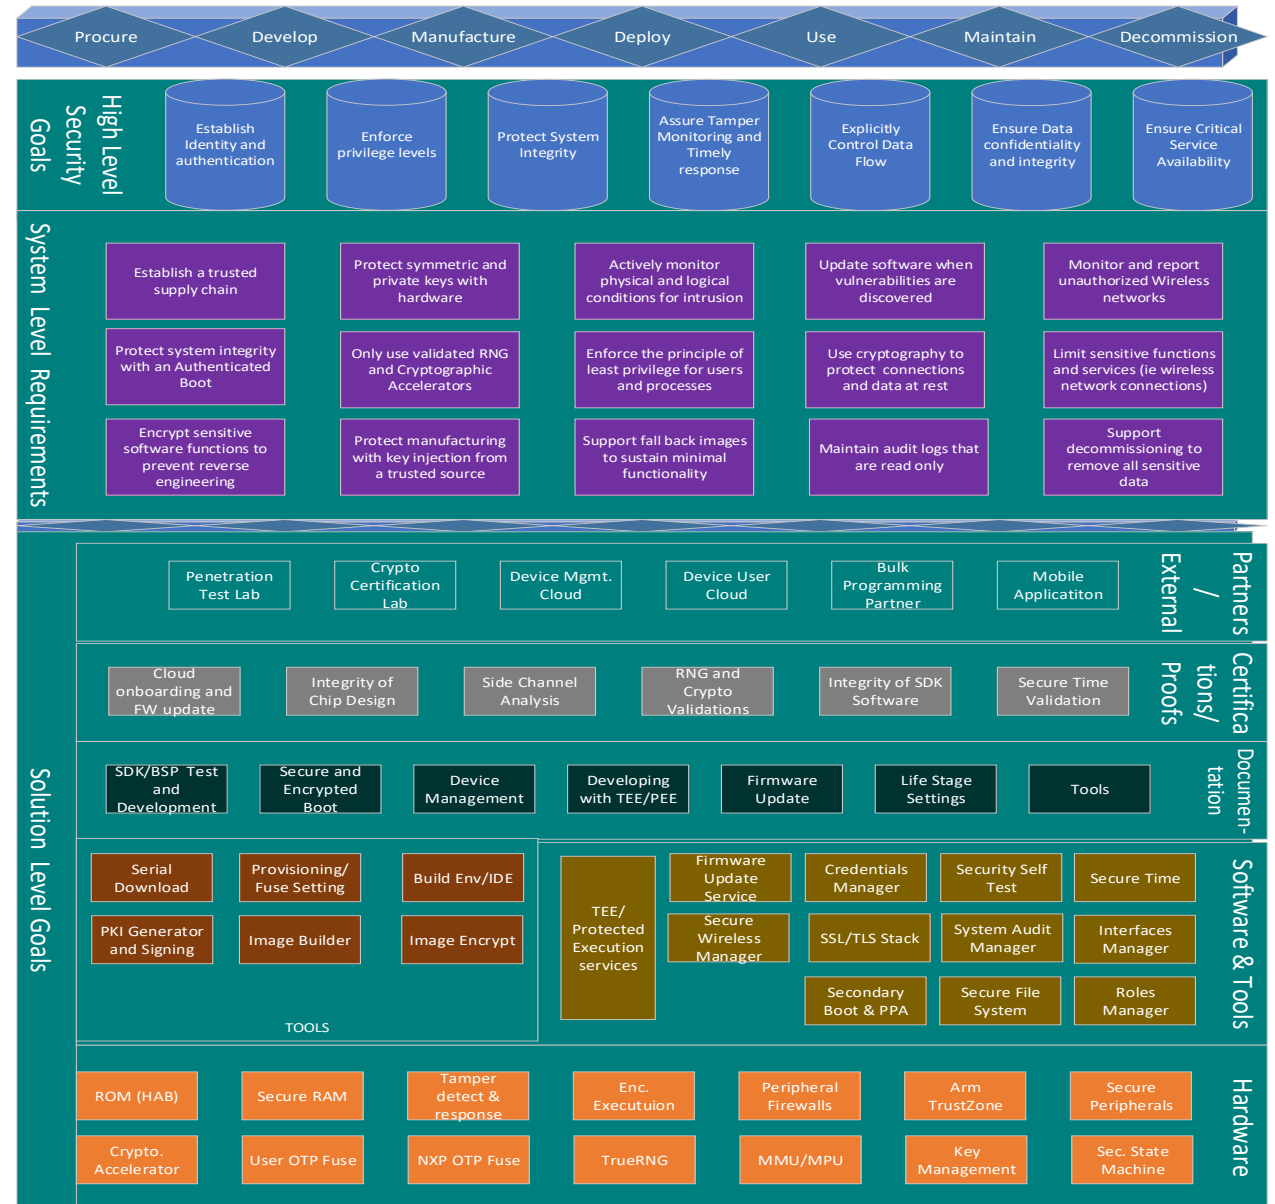 Procure
Develop
Manufacture
Deploy
Use
Maintain
Decommission
High Level
Security
Goals
Establish
Identity and
authentication
Enforce
privilege levels
Protect System
Integrity
Assure Tamper
Monitoring and
Timely
response
Explicitly
Control Data
Flow
Ensure Data
confidentiality
and integrity
Ensure Critical
Service
Availability
System Level Requirements
Establish a trusted
supply chain
Protect symmetric and
private keys with
hardware
Actively monitor
physical and logical
conditions for intrusion
Update software when
vulnerabilities are
discovered
Monitor and report
unauthorized Wireless
networks
Protect system integrity
with an Authenticated
Boot
Only use validated RNG
and Cryptographic
Accelerators
Enforce the principle of
least privilege for users
and processes
Use cryptography to
protect connections
and data at rest
Limit sensitive functions
and services (ie wireless
network connections)
Encrypt sensitive
software functions to
prevent reverse
engineering
Protect manufacturing
with key injection from
a trusted source
Support fall back images
to sustain minimal
functionality
Maintain audit logs that
are read only
Support
decommissioning to
remove all sensitive
data
Solution Level Goals
Partners
/
External
Penetration
Test Lab
Crypto
Certification
Lab
Device Mgmt.
Cloud
Device User
Cloud
Bulk
Programming
Partner
Mobile
Applicatiton
Certifica
tions/
Proofs
Cloud
onboarding and
FW update
Integrity of
Chip Design
Side Channel
Analysis
RNG and
Crypto
Validations
Integrity of SDK
Software
Secure Time
Validation
Documen-
tation
SDK/BSP Test
and
Development
Secure and
Encrypted
Boot
Device
Management
Developing
with TEE/PEE
Firmware
Update
Life Stage
Settings
Tools
Software & Tools
Serial
Download
Provisioning/
Fuse Setting
Build Env/IDE
PKI Generator
and Signing
Image Builder
Image Encrypt
TOOLS
TEE/
Protected
Execution
services
Firmware
Update
Service
Credentials
Manager
Security Self
Test
Secure Time
Secure
Wireless
Manager
SSL/TLS Stack
System Audit
Manager
Interfaces
Manager
Secondary
Boot & PPA
Secure File
System
Roles
Manager
Hardware
ROM (HAB)
Secure RAM
Tamper
detect &
response
Enc.
Executuion
Peripheral
Firewalls
Arm
TrustZone
Secure
Peripherals
Crypto.
Accelerator
User OTP Fuse
NXP OTP Fuse
TrueRNG
MMU/MPU
Key
Management
Sec. State
Machine